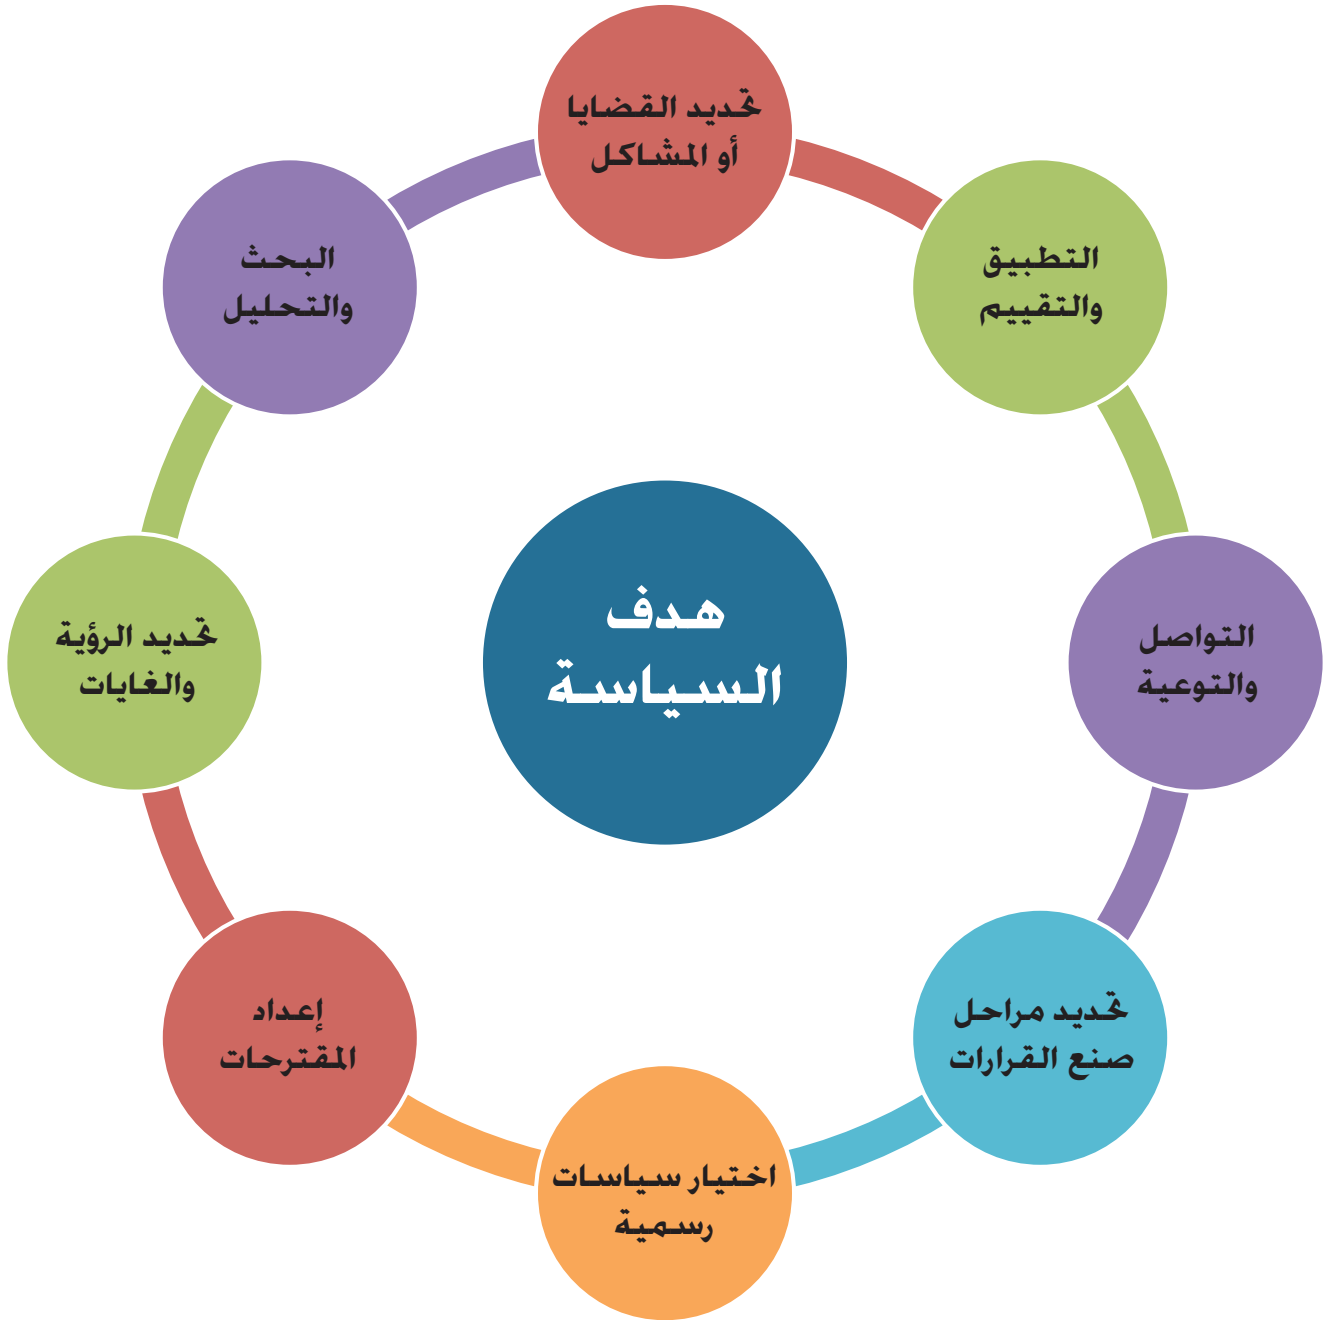 تحديد القضايا
أو المشاكل
البحث
والتحليل
تحديد الرؤية
والغايات
إعداد
المقترحات
اختيار سياسات
رسمية
تحديد مراحل
صنع القرارات
التواصل
والتوعية
التطبيق
والتقييم
هدف
السياسة